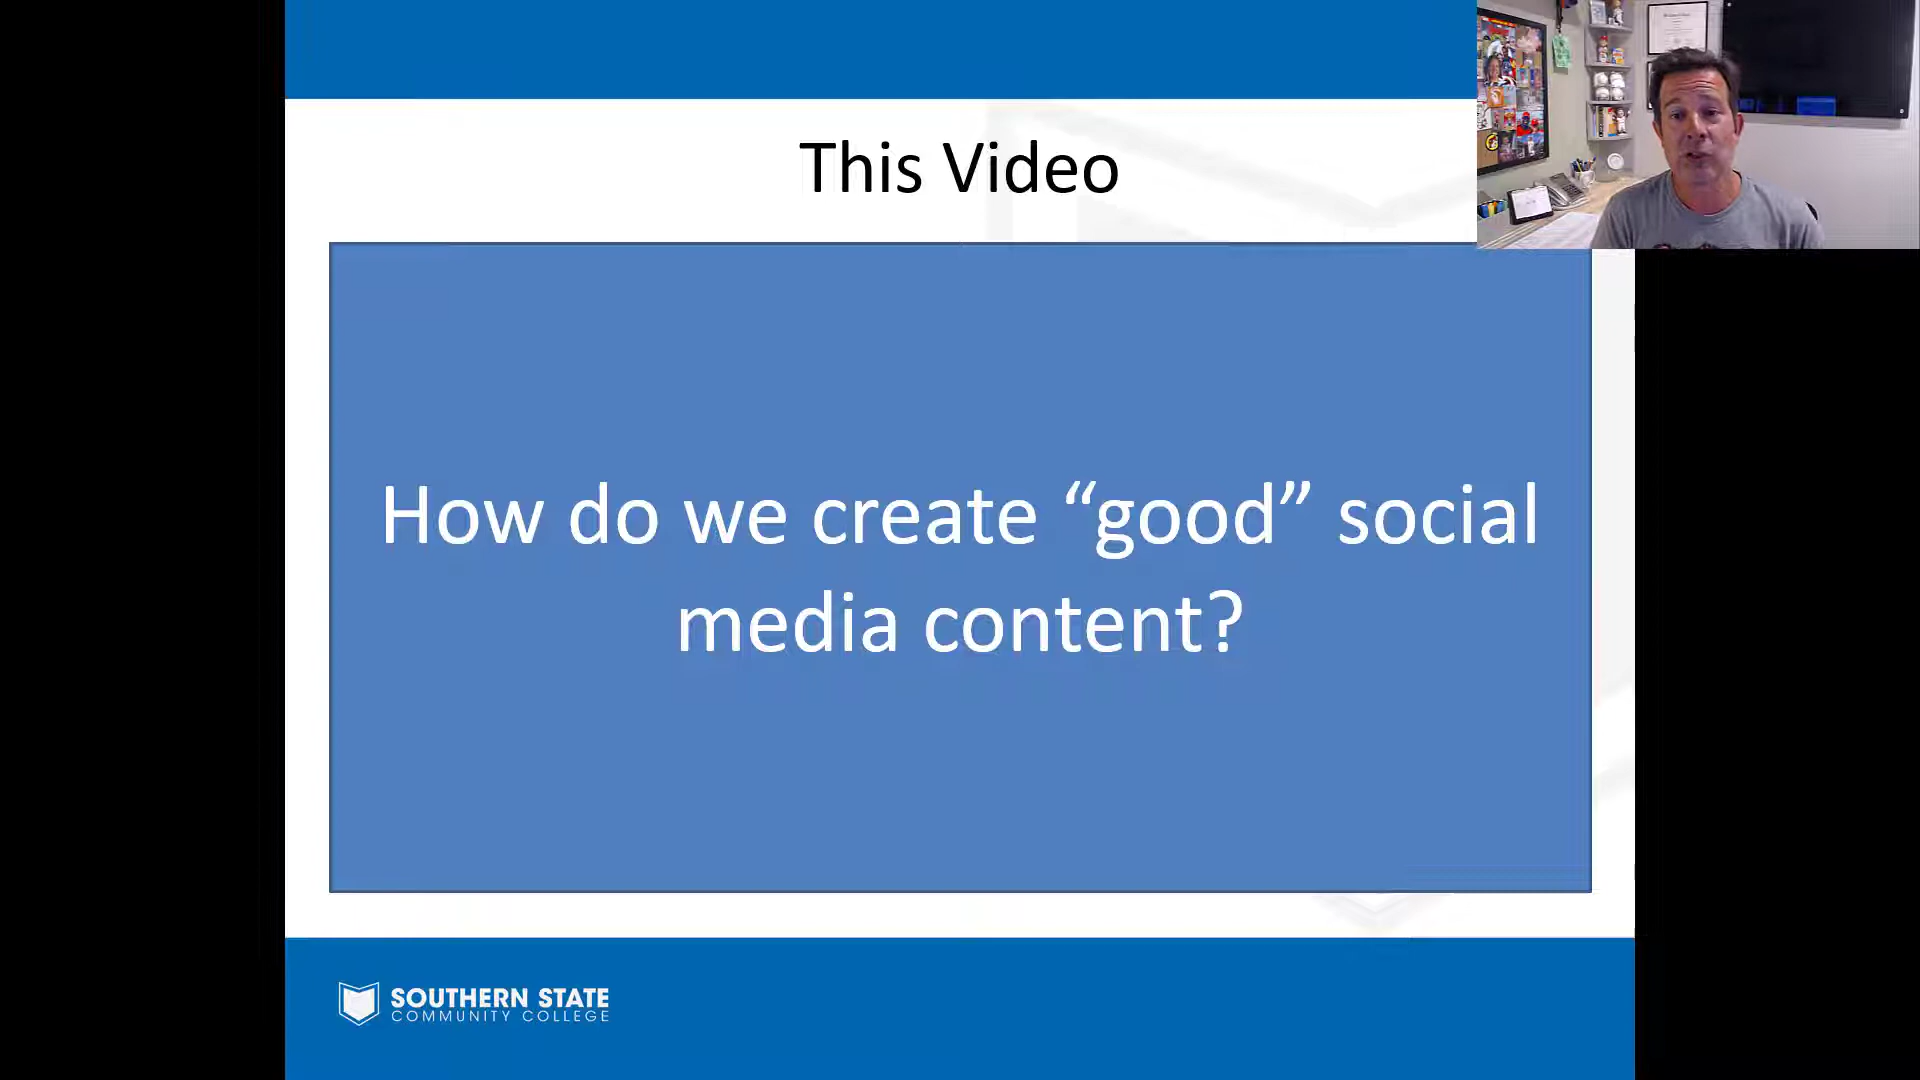 This Video
How do we create “good” social
media content?
SOUTHERN STATE
COMMUNITY COLLEGE